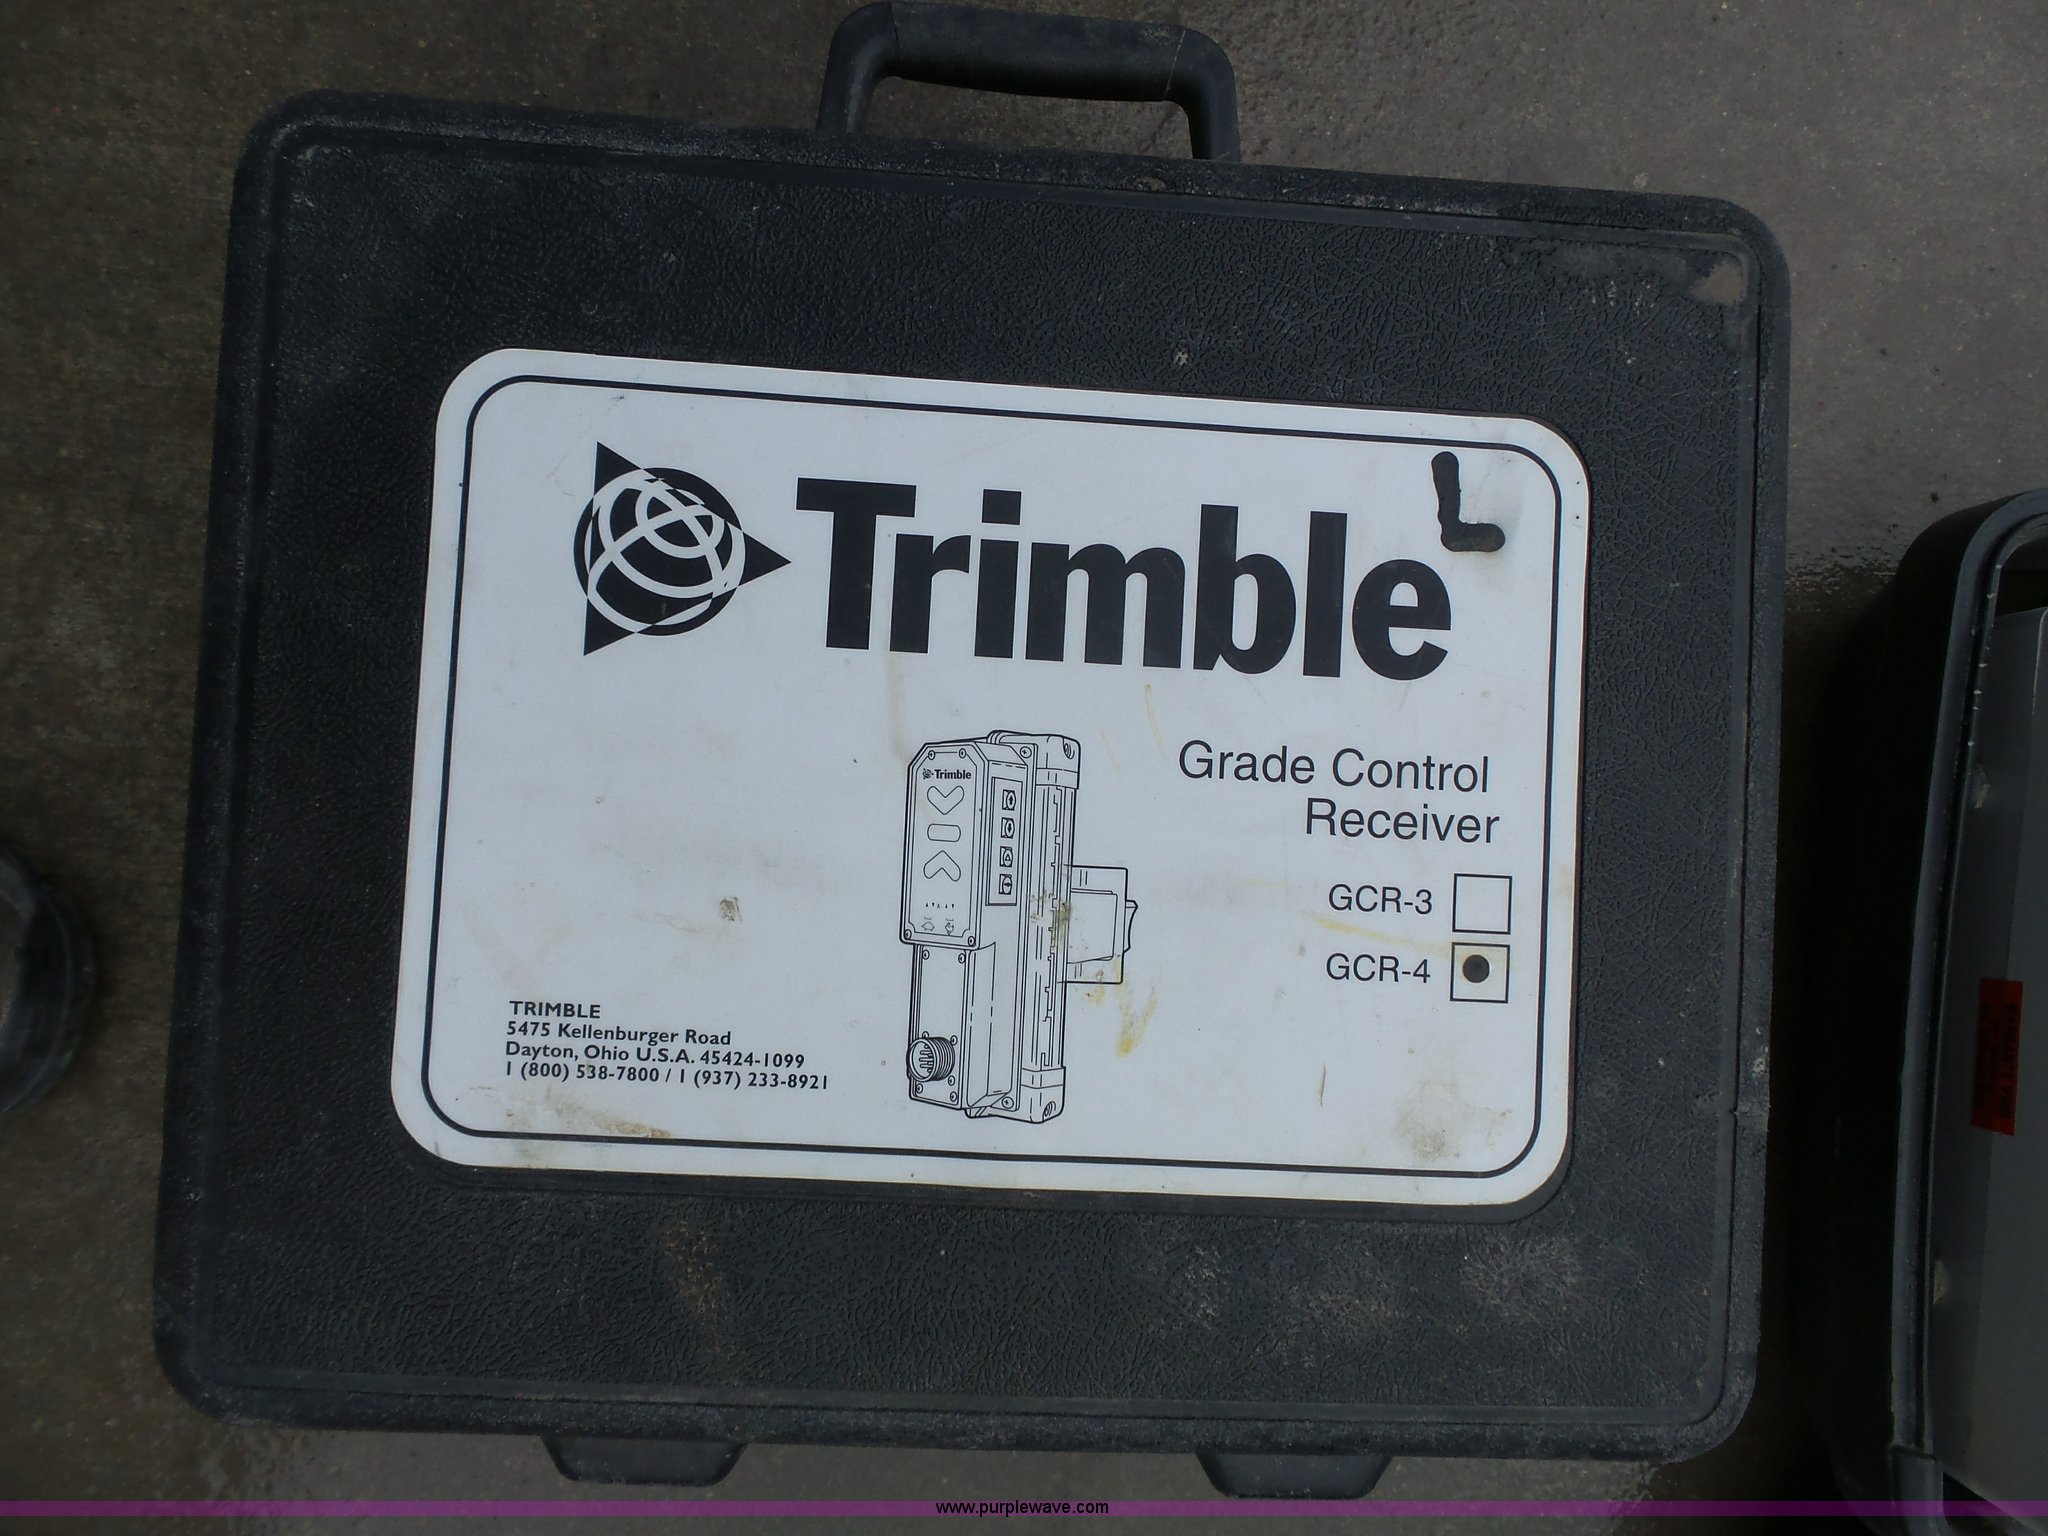 Trimble
L
Trimble
Grade Control
Receiver
GCR-3
GCR-4
TRIMBLE
5475 Kellenburger Road
Dayton, Ohio U.S.A. 45424-1099
1 (800) 538-7800 / 1 (937) 233-8921
www.purplewave.com